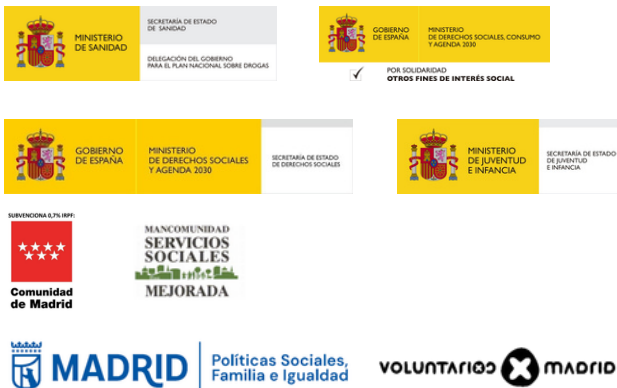 MINISTERIO
DE SANIDAD
SECRETARÍA DE ESTADO
DE SANIDAD
DELEGACIÓN DEL GOBIERNO
PARA EL PLAN NACIONAL SOBRE DROGAS
GOBIERNO
DE ESPAÑA
MINISTERIO
DE DERECHOS SOCIALES, CONSUMO
Y AGENDA 2030
POR SOLIDARIDAD
OTROS FINES DE INTERÉS SOCIAL
GOBIERNO
DE ESPAÑA
MINISTERIO
DE DERECHOS SOCIALES
Y AGENDA 2030
SECRETARÍA DE ESTADO
DE DERECHOS SOCIALES
MINISTERIO
DE JUVENTUD
E INFANCIA
SECRETARÍA DE ESTADO
DE JUVENTUD
E INFANCIA
SUBVENCIONA 0,7% IRPF:
Comunidad
de Madrid
MANCOMUNIDAD
SERVICIOS
SOCIALES
MEJORADA
MADRID
Políticas Sociales,
Familia e Igualdad
VOLUNTARIOS MADRID